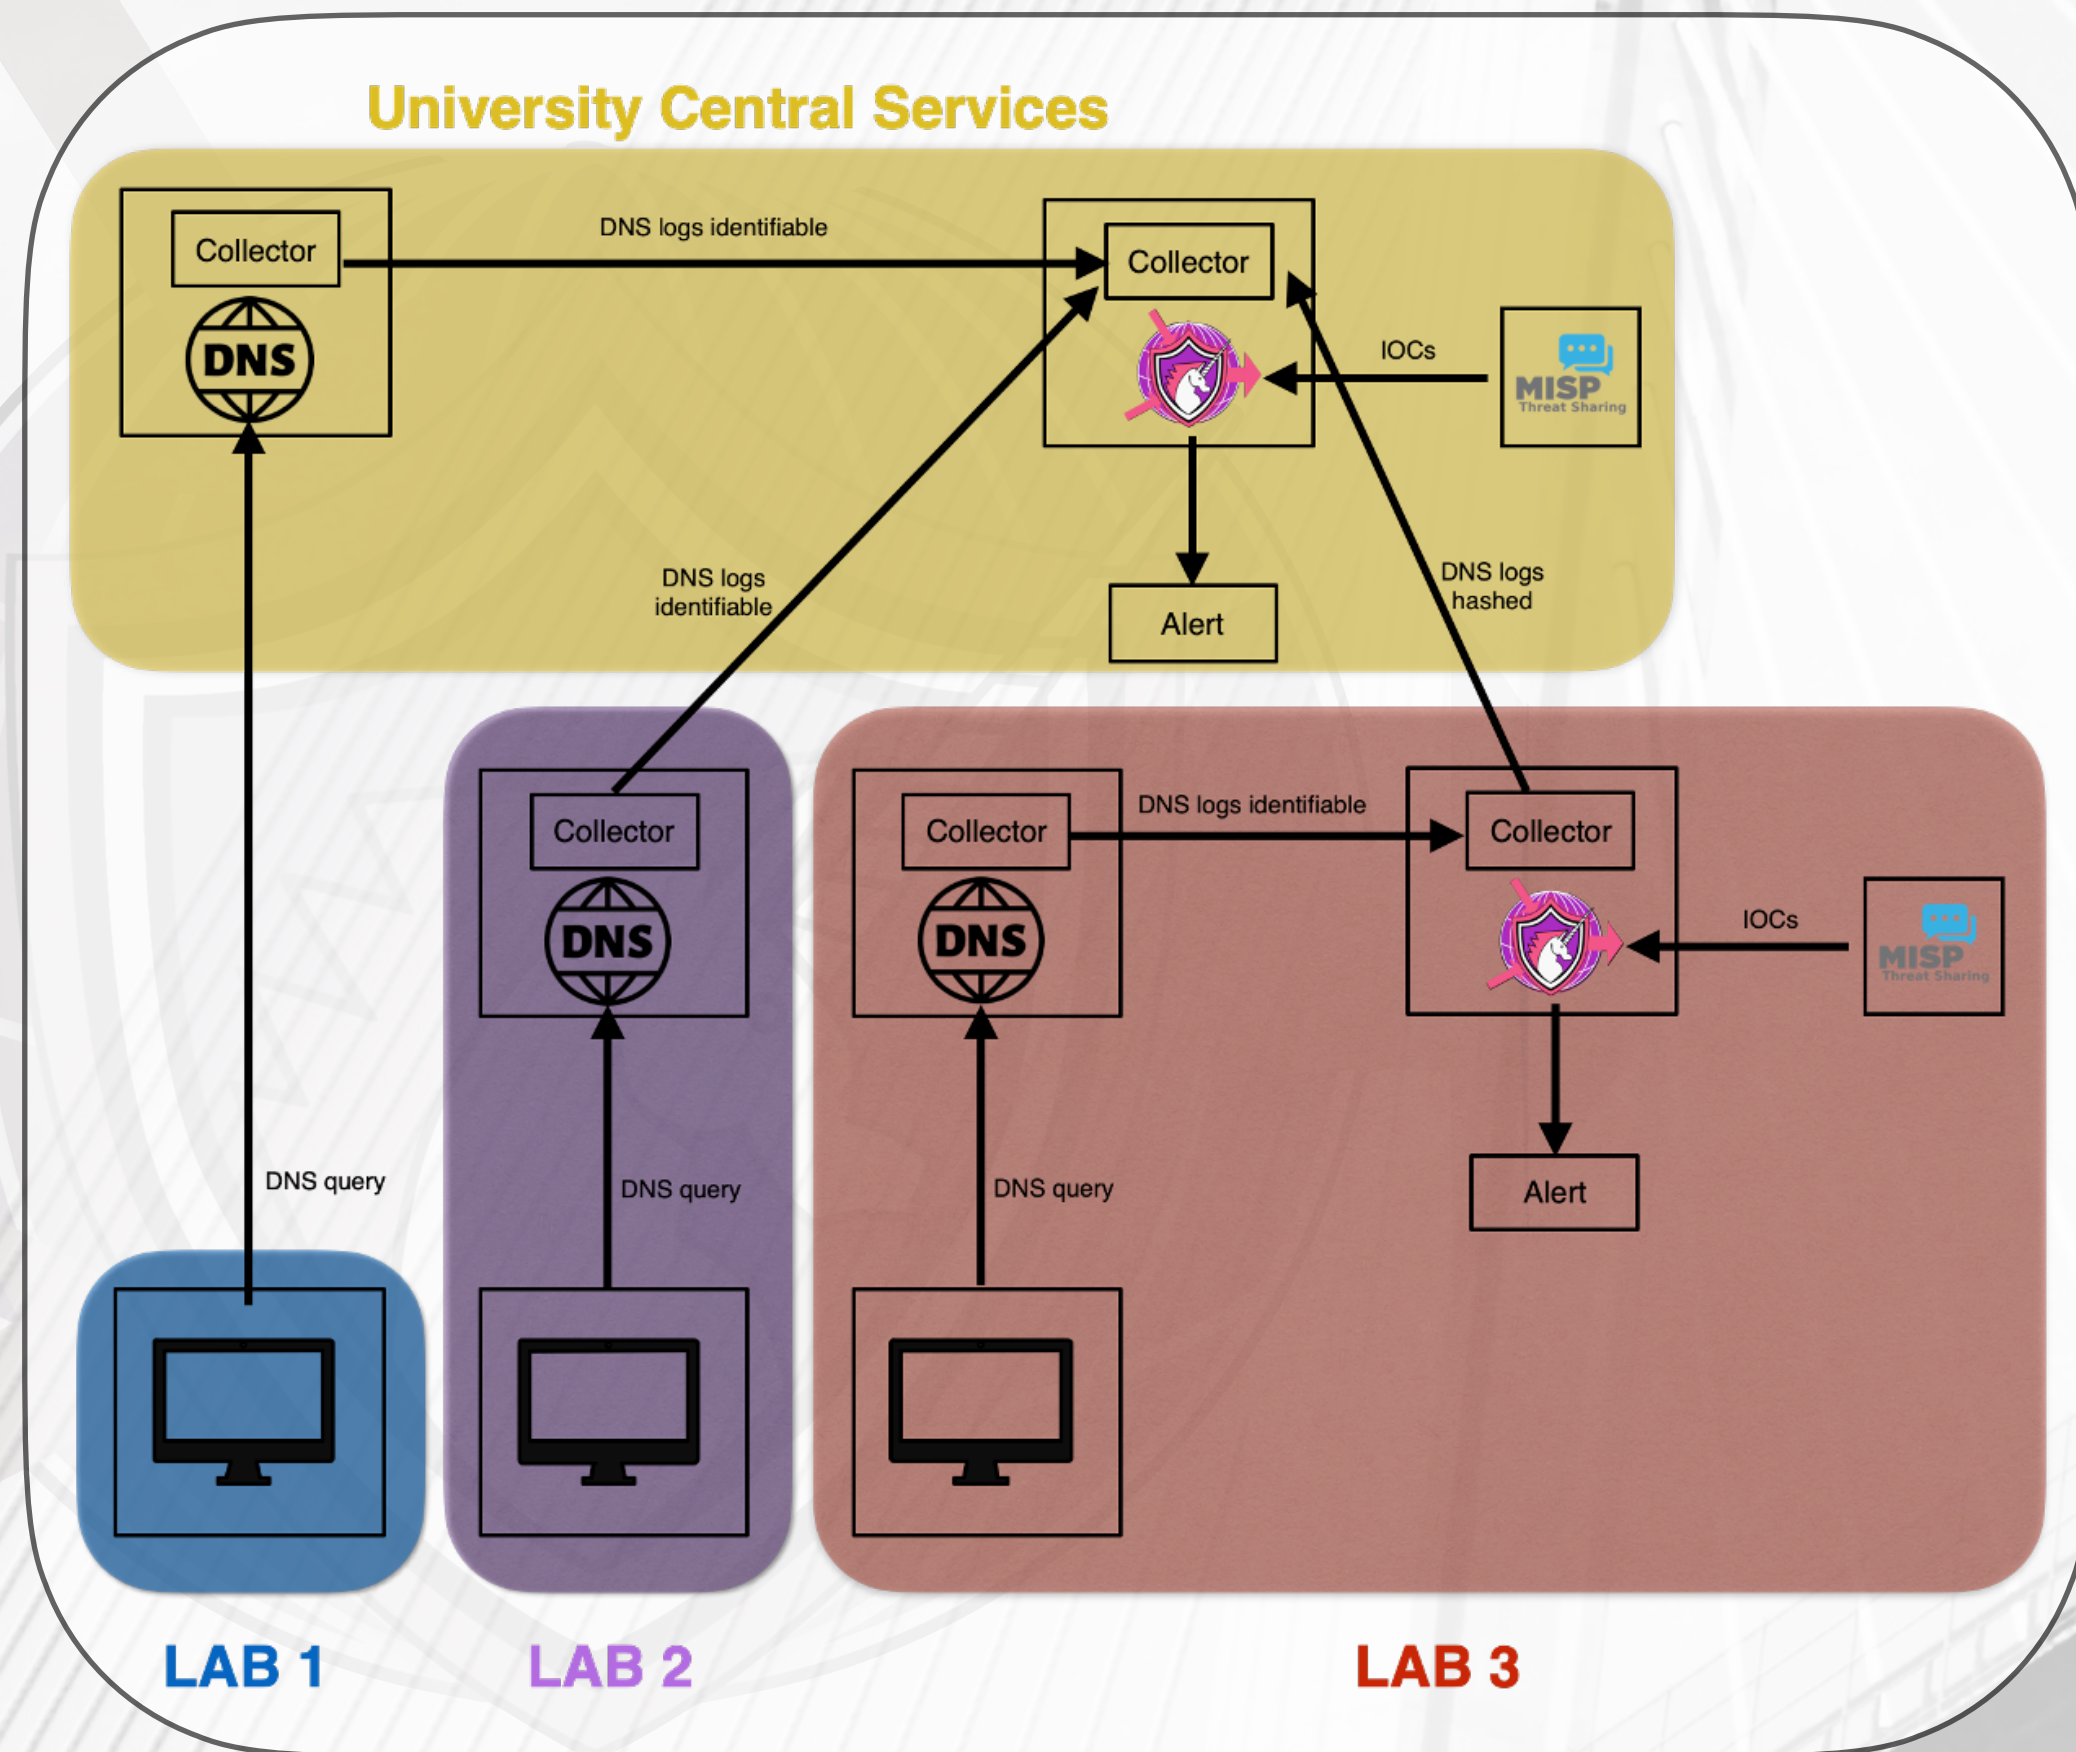 University Central Services
Collector
DNS
DNS logs identifiable
Collector
IOCs
MISP
Threat Sharing
DNS logs
identifiable
DNS logs
hashed
Alert
Collector
DNS
Collector
DNS
DNS logs identifiable
Collector
IOCs
MISP
Threat Sharing
DNS query
DNS query
DNS query
Alert
LAB 1
LAB 2
LAB 3